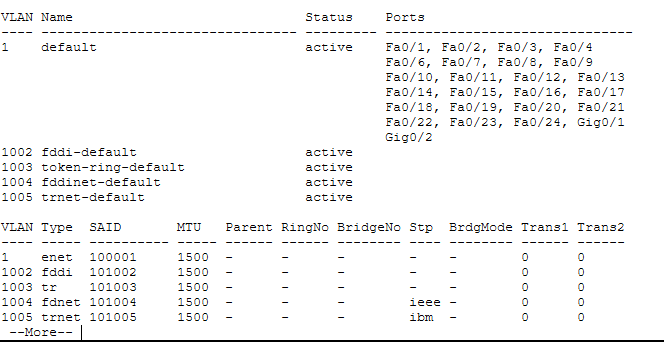 VLAN Name                             Status    Ports
---- -------------------------------- --------- -------------------------------
1    default                          active    Fa0/1, Fa0/2, Fa0/3, Fa0/4
                                                Fa0/6, Fa0/7, Fa0/8, Fa0/9
                                                Fa0/10, Fa0/11, Fa0/12, Fa0/13
                                                Fa0/14, Fa0/15, Fa0/16, Fa0/17
                                                Fa0/18, Fa0/19, Fa0/20, Fa0/21
                                                Fa0/22, Fa0/23, Fa0/24, Gig0/1
                                                Gig0/2
1002 fddi-default                     active
1003 token-ring-default               active
1004 fddinet-default                  active
1005 trnet-default                    active
VLAN Type  SAID       MTU   Parent RingNo BridgeNo Stp  BrdgMode Trans1 Trans2
---- ----- ---------- ----- ------ ------ -------- ---- -------- ------ ------
1    enet  100001     1500  -      -      -        -    -        0      0
1002 fddi  101002     1500  -      -      -        -    -        0      0
1003 tr    101003     1500  -      -      -        -    -        0      0
1004 fdnet 101004     1500  -      -      -        ieee -        0      0
1005 trnet 101005     1500  -      -      -        ibm  -        0      0
 --More--